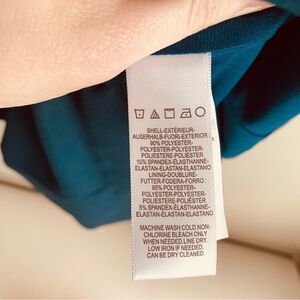 SHELL-EXTÉRIEUR-
AUSSERHALB-FUORI-EXTERIOR:
90% POLYESTER-
POLYESTER-POLYESTER-
POLIESTERE-POLIÉSTER
10% SPANDEX-ÉLASTHANNE-
ELASTAN-ELASTAN-ELASTANO
LINING-DOUBLURE-
FUTTER-FODERA-FORRO:
95% POLYESTER-
POLYESTER-POLYESTER-
POLIESTERE-POLIÉSTER
5% SPANDEX-ÉLASTHANNE-
ELASTAN-ELASTAN-ELASTANO
MACHINE WASH COLD.NON-
CHLORINE BLEACH ONLY
WHEN NEEDED.LINE DRY.
LOW IRON IF NEEDED.
CAN BE DRY CLEANED.